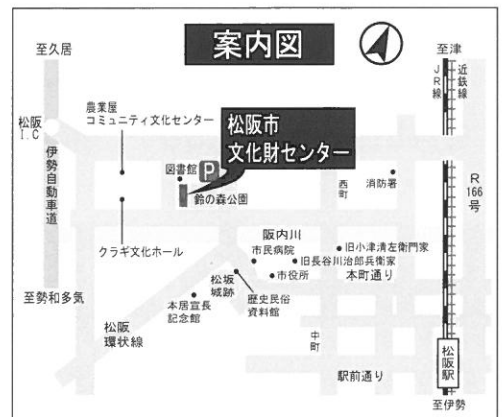 案内図
至久居
至津
JR線
近鉄線
農業屋
コミュニティ文化センター
松阪
I.C
松阪市
文化財センター
図書館
P
伊勢自動車道
鈴の森公園
西町
消防署
R
166
号
クラギ文化ホール
阪内川
市民病院
旧小津清左衛門家
旧長谷川治郎兵衛家
市役所
本町通り
松坂
城跡
至勢和多気
本居宣長
記念館
歴史民俗
資料館
松阪
環状線
中町
駅前通り
松阪駅
至伊勢